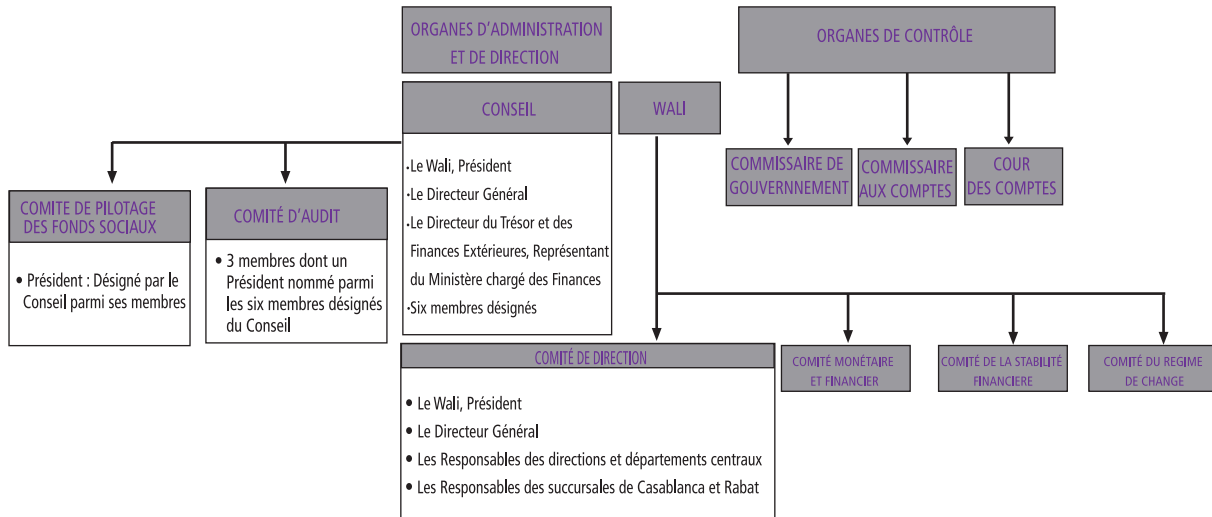 ORGANES D'ADMINISTRATION
ET DE DIRECTION
ORGANES DE CONTRÔLE
CONSEIL
WALI
·Le Wali, Président
·Le Directeur Général
·Le Directeur du Trésor et des
Finances Extérieures, Représentant
du Ministère chargé des Finances
·Six membres désignés
COMMISSAIRE DE
GOUVERNNEMENT
COMMISSAIRE
AUX COMPTES
COUR
DES COMPTES
COMITE DE PILOTAGE
DES FONDS SOCIAUX
• Président : Désigné par le
Conseil parmi ses membres
COMITÉ D'AUDIT
• 3 membres dont un
Président nommé parmi
les six membres désignés
du Conseil
COMITÉ DE DIRECTION
• Le Wali, Président
• Le Directeur Général
• Les Responsables des directions et départements centraux
• Les Responsables des succursales de Casablanca et Rabat
COMITÉ MONÉTAIRE
ET FINANCIER
COMITÉ DE LA STABILITÉ
FINANCIERE
COMITÉ DU REGIME
DE CHANGE